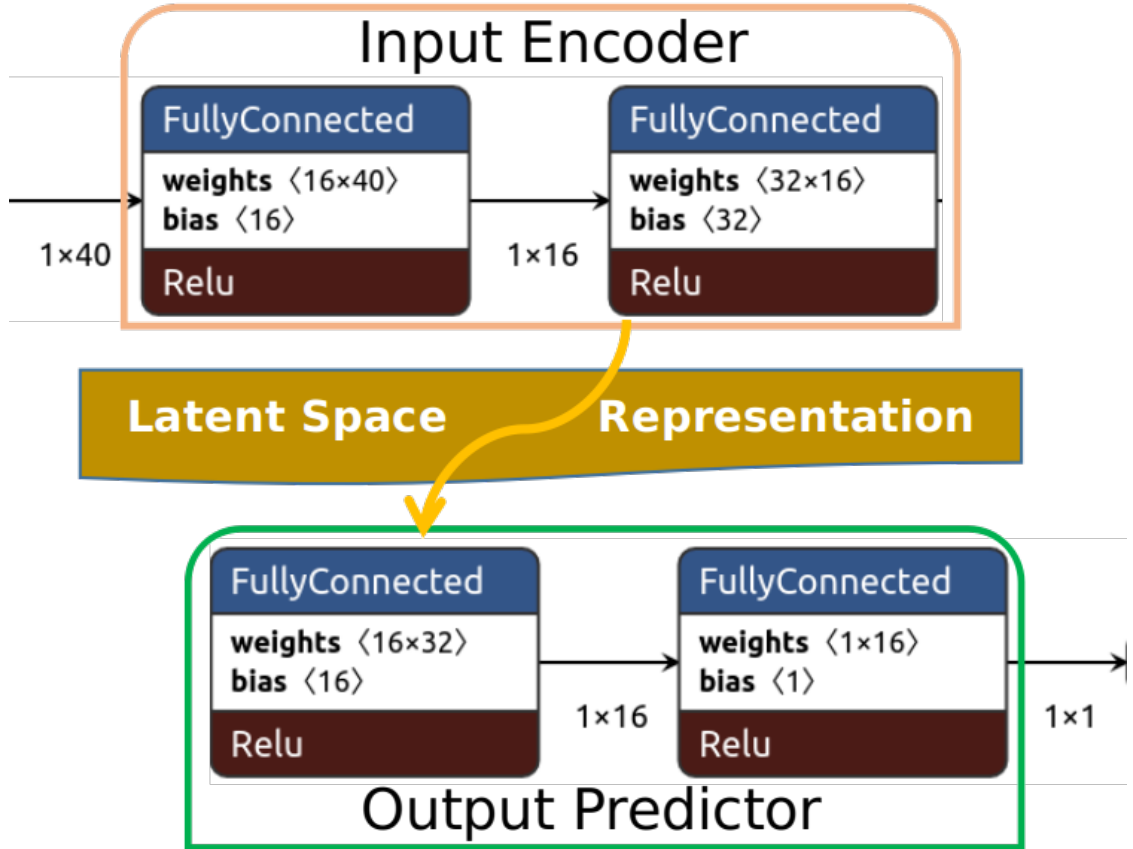 Input Encoder
FullyConnected
weights 〈16×40〉
bias 〈16〉
Relu
1×40
1×16
FullyConnected
weights 〈32×16〉
bias 〈32〉
Relu
Latent Space Representation
FullyConnected
weights 〈16×32〉
bias 〈16〉
Relu
1×16
FullyConnected
weights 〈1×16〉
bias 〈1〉
Relu
1×1
Output Predictor